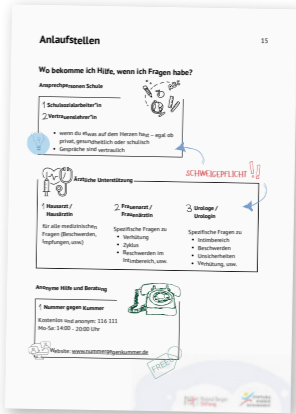 Anlaufstellen
15
Wo bekomme ich Hilfe, wenn ich Fragen habe?
Ansprechpersonen Schule
1 Schulsozialarbeiter*in
2 Vertrauenslehrer*in
• wenn du etwas auf dem Herzen hast – egal ob
privat, gesundheitlich oder schulisch
• Gespräche sind vertraulich
SCHWEIGEPFLICHT !!
Ärztliche Unterstützung
1 Hausarzt /
Hausärztin
für alle medizinischen
Fragen (Beschwerden,
Impfungen, usw.)
2 Frauenarzt /
Frauenärztin
Spezifische Fragen zu
• Verhütung
• Zyklus
• Beschwerden im
Intimbereich, usw.
3 Urologe /
Urologin
Spezifische Fragen zu
• Intimbereich
• Beschwerden
• Unsicherheiten
• Verhütung, usw.
Anonyme Hilfe und Beratung
1 Nummer gegen Kummer
Kostenlos und anonym: 116 111
Mo-Sa: 14:00 - 20:00 Uhr
Website: www.nummergegenkummer.de
FREE